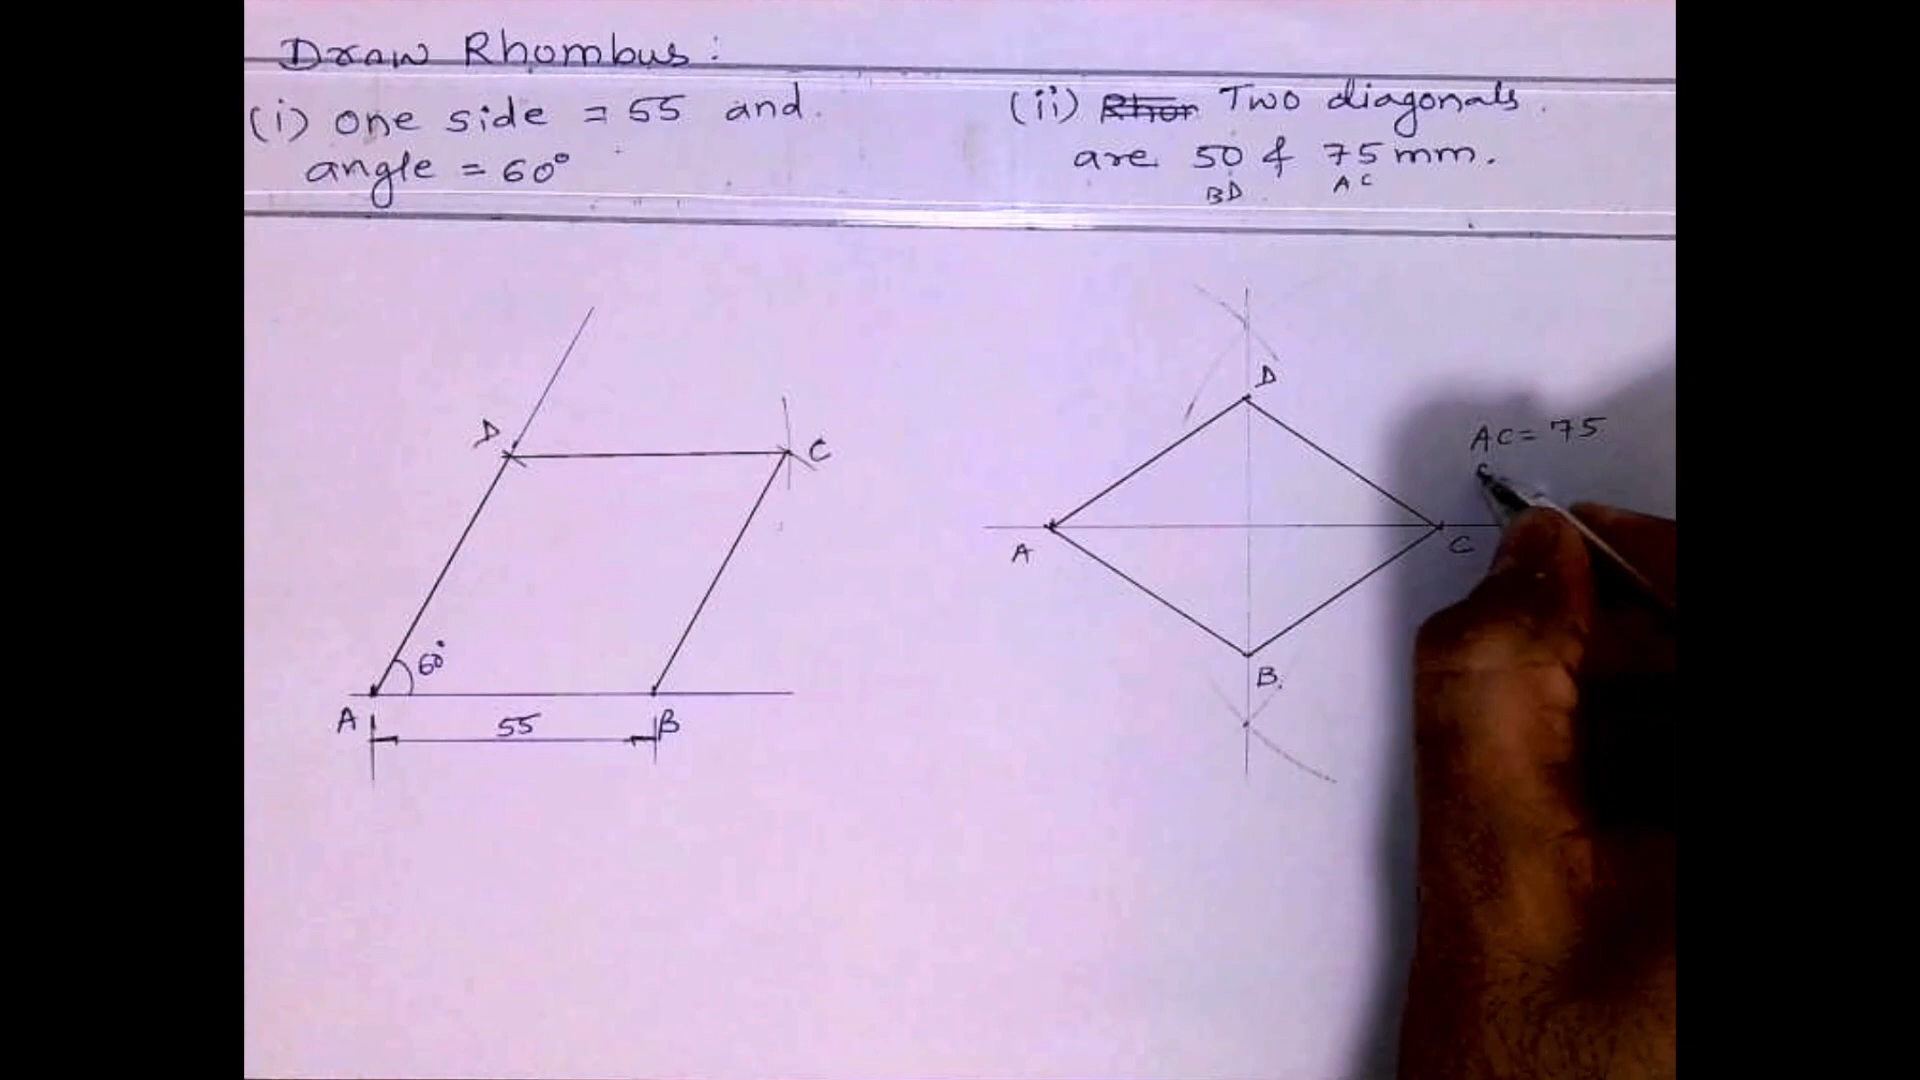 Draw Rhombus:
(i) one side = 55 and
angle = 60°
(ii) Two diagonals
are 50 & 75 mm.
BD AC
D
C
60°
A
55
B
D
AC = 75
A
C
B